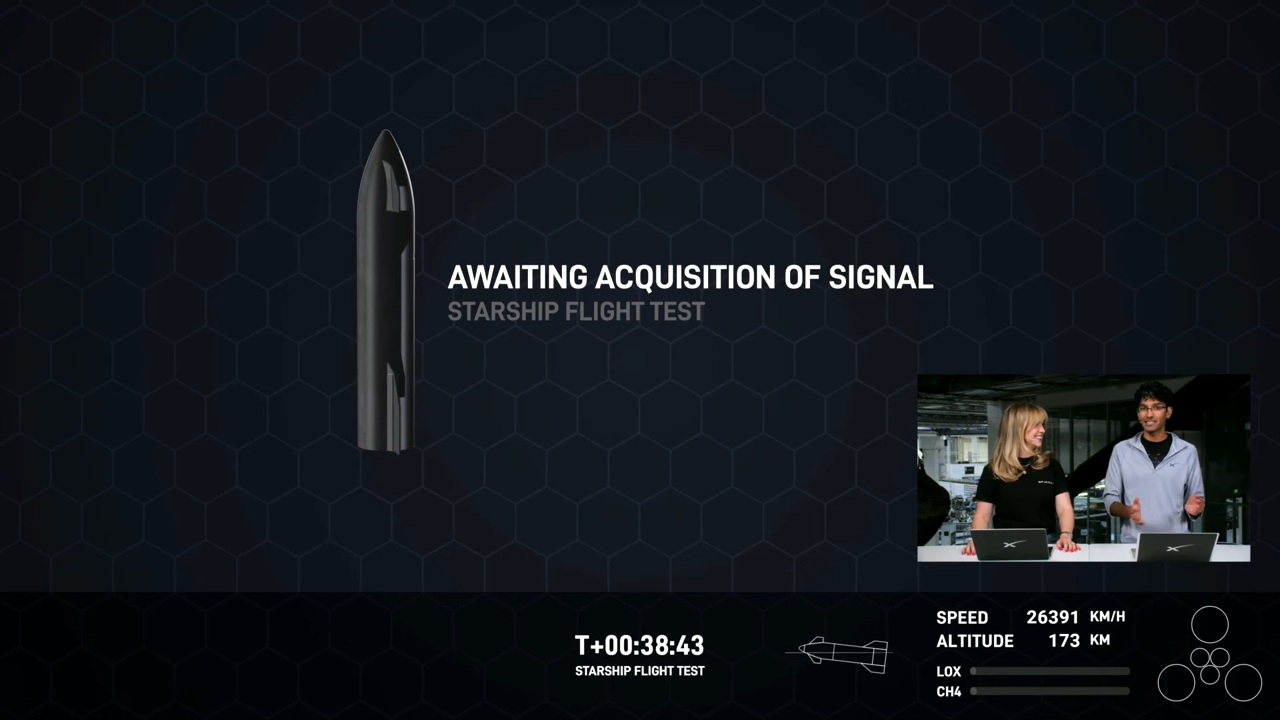 AWAITING ACQUISITION OF SIGNAL
STARSHIP FLIGHT TEST
T+00:38:43
STARSHIP FLIGHT TEST
SPEED 26391 KM/H
ALTITUDE 173 KM
LOX
CH4